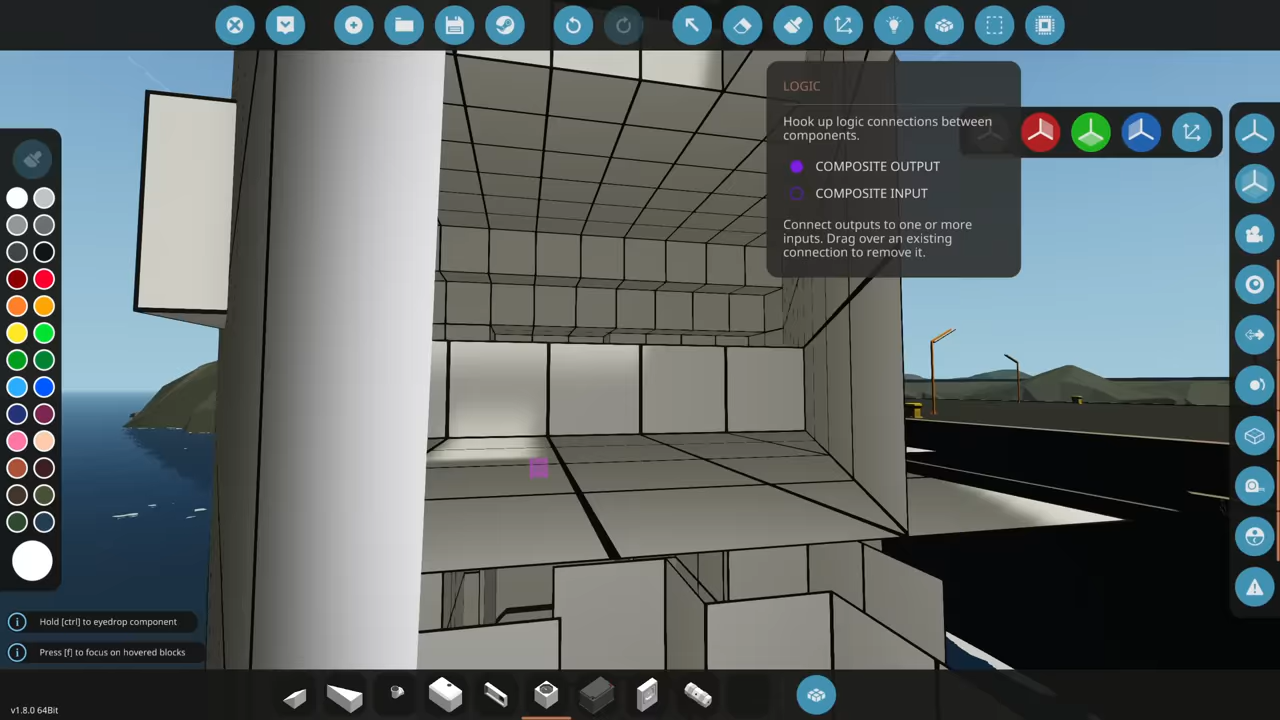 LOGIC
Hook up logic connections between
components.
COMPOSITE OUTPUT
COMPOSITE INPUT
Connect outputs to one or more
inputs. Drag over an existing
connection to remove it.
Hold [ctrl] to eyedrop component
Press [f] to focus on hovered blocks
v1.8.0 64Bit